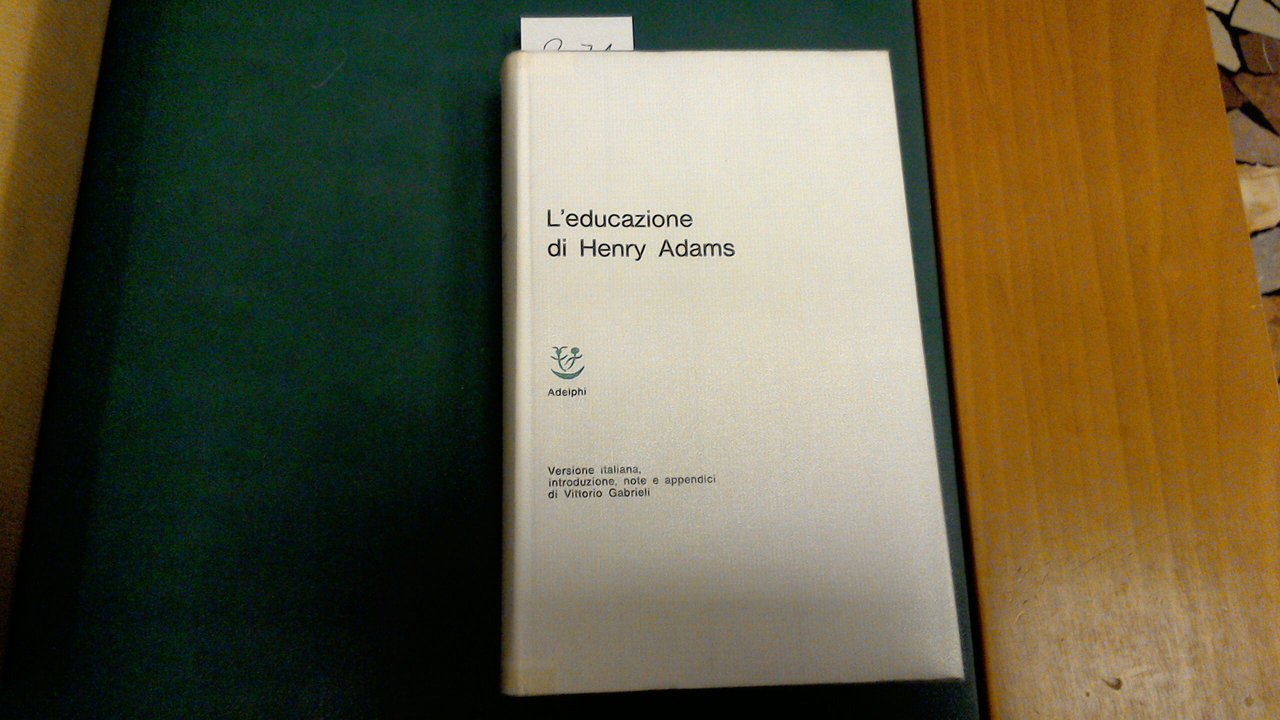 L'educazione
di Henry Adams
Adelphi
Versione italiana,
introduzione, note e appendici
di Vittorio Gabrieli